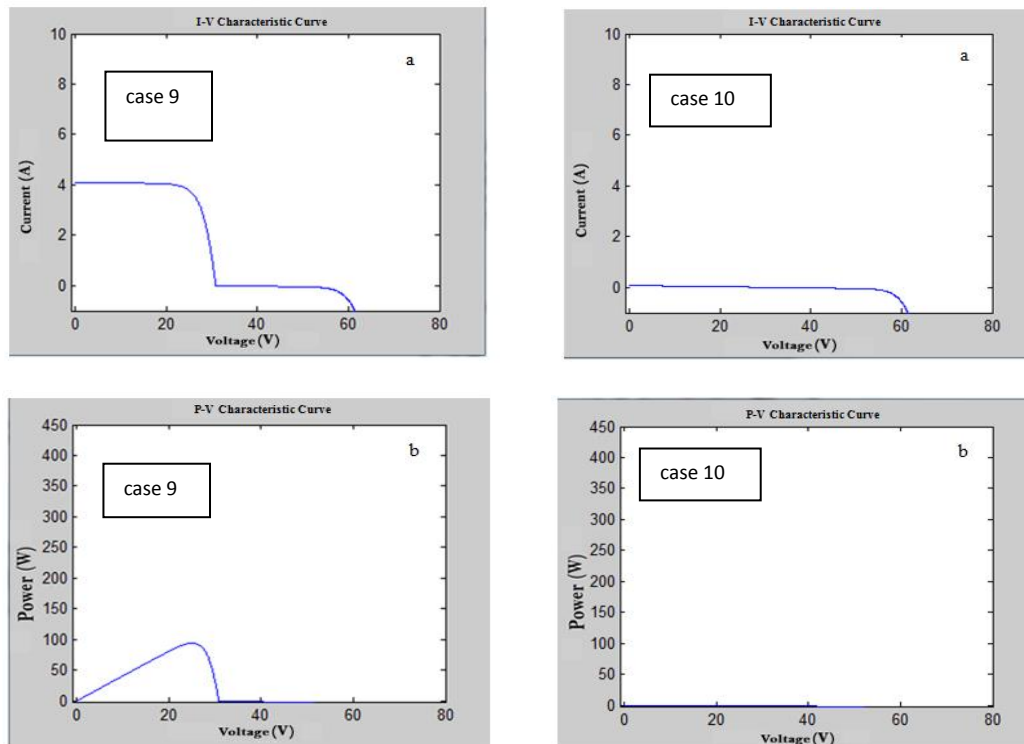 I-V Characteristic Curve
10
8
6
4
2
0
a
case 9
Current (A)
0
20
40
60
80
Voltage (V)
I-V Characteristic Curve
10
8
6
4
2
0
a
case 10
Current (A)
0
20
40
60
80
Voltage (V)
P-V Characteristic Curve
450
400
350
300
250
200
150
100
50
0
b
case 9
Power (W)
0
20
40
60
80
Voltage (V)
P-V Characteristic Curve
450
400
350
300
250
200
150
100
50
0
b
case 10
Power (W)
0
20
40
60
80
Voltage (V)